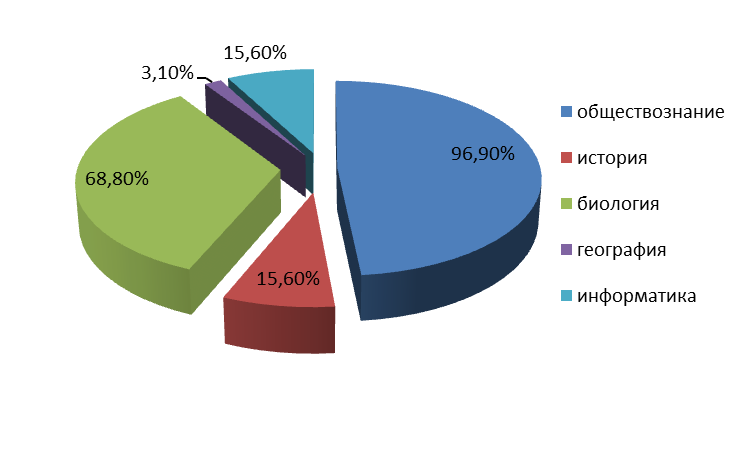 15,60%
3,10%
96,90%
68,80%
15,60%
обществознание
история
биология
география
информатика